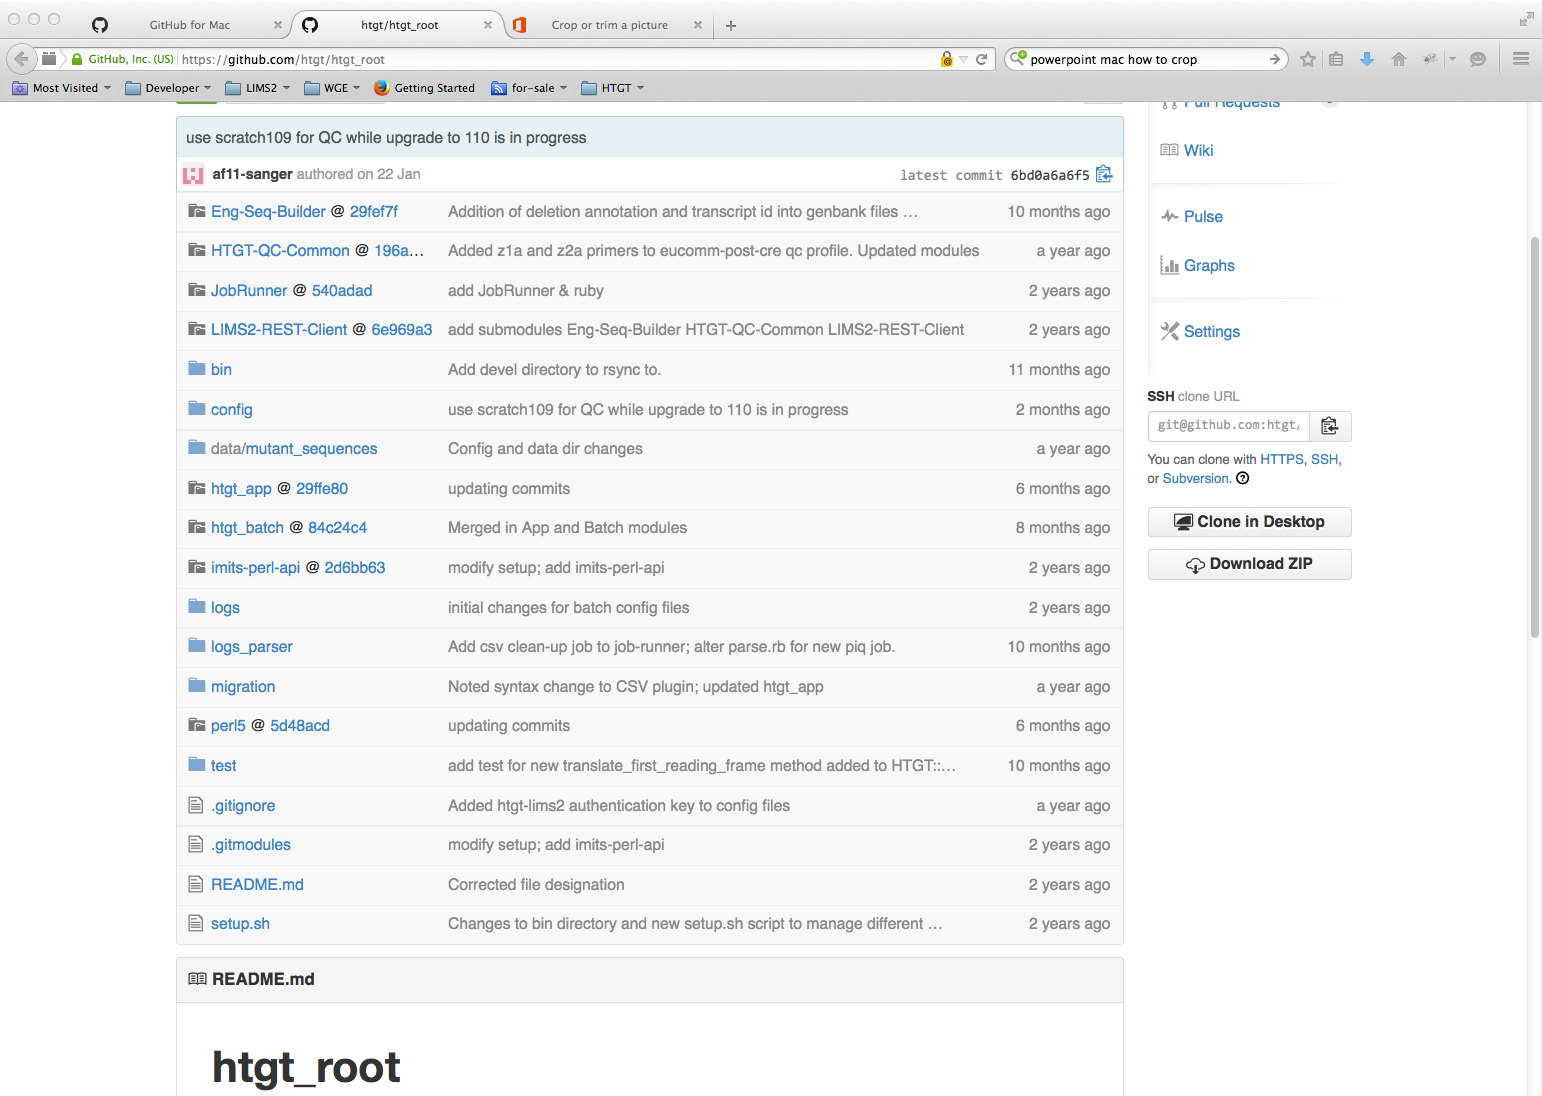 GitHub for Mac
htgt/htgt_root
Crop or trim a picture
GitHub, Inc. (US)
https://github.com/htgt/htgt_root
powerpoint mac how to crop
Most Visited
Developer
LIMS2
WGE
Getting Started
for-sale
HTGT
use scratch109 for QC while upgrade to 110 is in progress
af11-sanger authored on 22 Jan
latest commit 6bd0a6a6f5
Eng-Seq-Builder @ 29fef7f Addition of deletion annotation and transcript id into genbank files … 10 months ago
HTGT-QC-Common @ 196a… Added z1a and z2a primers to eucomm-post-cre qc profile. Updated modules a year ago
JobRunner @ 540adad add JobRunner & ruby 2 years ago
LIMS2-REST-Client @ 6e969a3 add submodules Eng-Seq-Builder HTGT-QC-Common LIMS2-REST-Client 2 years ago
bin Add devel directory to rsync to. 11 months ago
config use scratch109 for QC while upgrade to 110 is in progress 2 months ago
data/mutant_sequences Config and data dir changes a year ago
htgt_app @ 29ffe80 updating commits 6 months ago
htgt_batch @ 84c24c4 Merged in App and Batch modules 8 months ago
imits-perl-api @ 2d6bb63 modify setup; add imits-perl-api 2 years ago
logs initial changes for batch config files 2 years ago
logs_parser Add csv clean-up job to job-runner; alter parse.rb for new piq job. 10 months ago
migration Noted syntax change to CSV plugin; updated htgt_app a year ago
perl5 @ 5d48acd updating commits 6 months ago
test add test for new translate_first_reading_frame method added to HTGT::… 10 months ago
.gitignore Added htgt-lims2 authentication key to config files a year ago
.gitmodules modify setup; add imits-perl-api 2 years ago
README.md Corrected file designation 2 years ago
setup.sh Changes to bin directory and new setup.sh script to manage different … 2 years ago
README.md
htgt_root
Pull Requests
Wiki
Pulse
Graphs
Settings
SSH clone URL
git@github.com:htgt/
You can clone with HTTPS, SSH,
or Subversion.
Clone in Desktop
Download ZIP